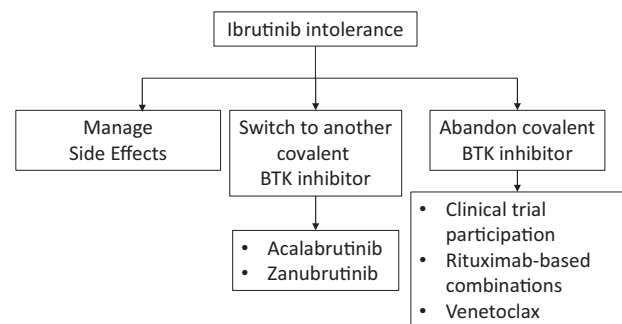 Ibrutinib intolerance
Manage
Side Effects
Switch to another
covalent
BTK inhibitor
Abandon covalent
BTK inhibitor
• Acalabrutinib
• Zanubrutinib
• Clinical trial
participation
• Rituximab-based
combinations
• Venetoclax